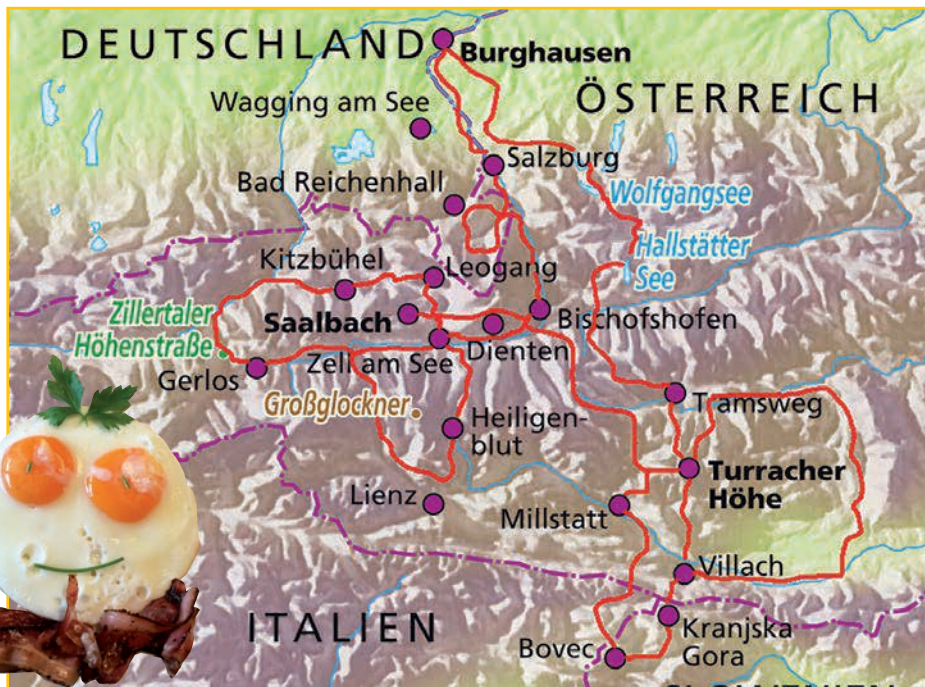 DEUTSCHLAND
Burghausen
ÖSTERREICH
Wagging am See
Salzburg
Bad Reichenhall
Wolfgangsee
Hallstätter
See
Kitzbühel
Leogang
Zillertaler
Höhenstraße
Saalbach
Bischofshofen
Zell am See
Dienten
Gerlos
Großglockner
Tramsweg
Heiligen-
blut
Turracher
Höhe
Lienz
Millstatt
Villach
ITALIEN
Kranjska
Gora
Bovec